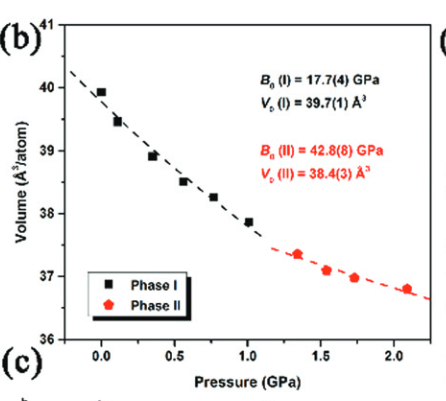 (b)
41
40
39
38
37
36
Volume (Å³/atom)
B₀ (I) = 17.7(4) GPa
V₀ (I) = 39.7(1) Å³
B₀ (II) = 42.8(8) GPa
V₀ (II) = 38.4(3) Å³
Phase I
Phase II
0.0 0.5 1.0 1.5 2.0
Pressure (GPa)
(c)